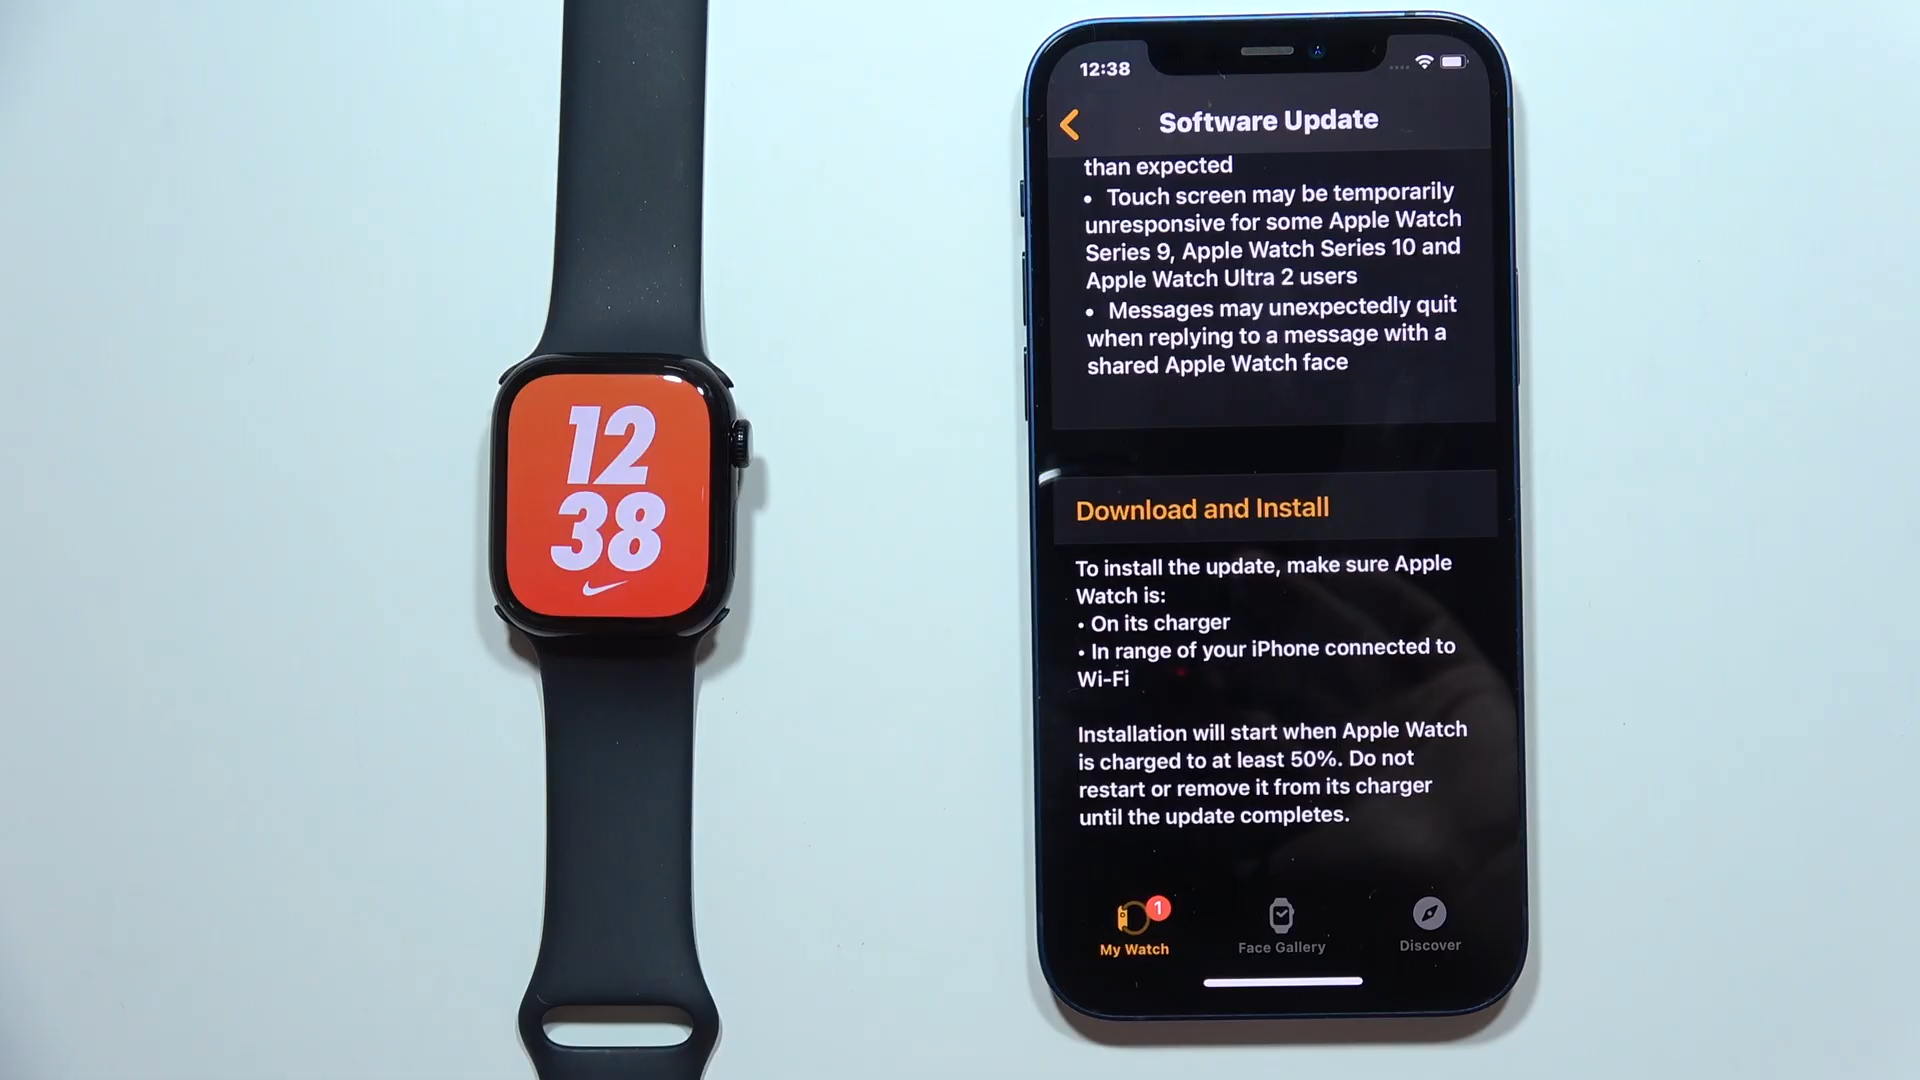 12
38
12:38
Software Update
than expected
• Touch screen may be temporarily
unresponsive for some Apple Watch
Series 9, Apple Watch Series 10 and
Apple Watch Ultra 2 users
• Messages may unexpectedly quit
when replying to a message with a
shared Apple Watch face
Download and Install
To install the update, make sure Apple
Watch is:
• On its charger
• In range of your iPhone connected to
Wi-Fi
Installation will start when Apple Watch
is charged to at least 50%. Do not
restart or remove it from its charger
until the update completes.
1
My Watch
Face Gallery
Discover